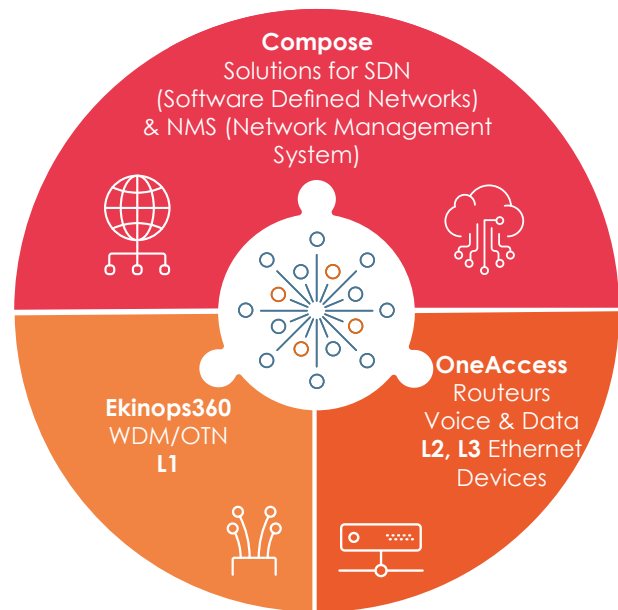 Compose
Solutions for SDN
(Software Defined Networks)
& NMS (Network Management
System)
Ekinops360
WDM/OTN
L1
OneAccess
Routeurs
Voice & Data
L2, L3 Ethernet
Devices